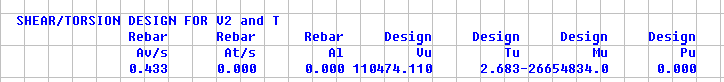 SHEAR/TORSION DESIGN FOR V2 and T
Rebar Rebar Rebar Design Design Design Design
Av/s At/s Al Vu Tu Mu Pu
0.433 0.000 0.000 110474.110 2.683-26654834.0 0.000